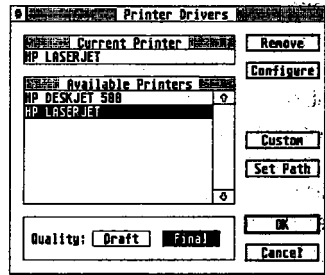 Printer Drivers
Current Printer
HP LASERJET
Available Printers
HP DESKJET 500
HP LASERJET
Remove
Configure
Custom
Set Path
OK
Cancel
Quality: Draft Final